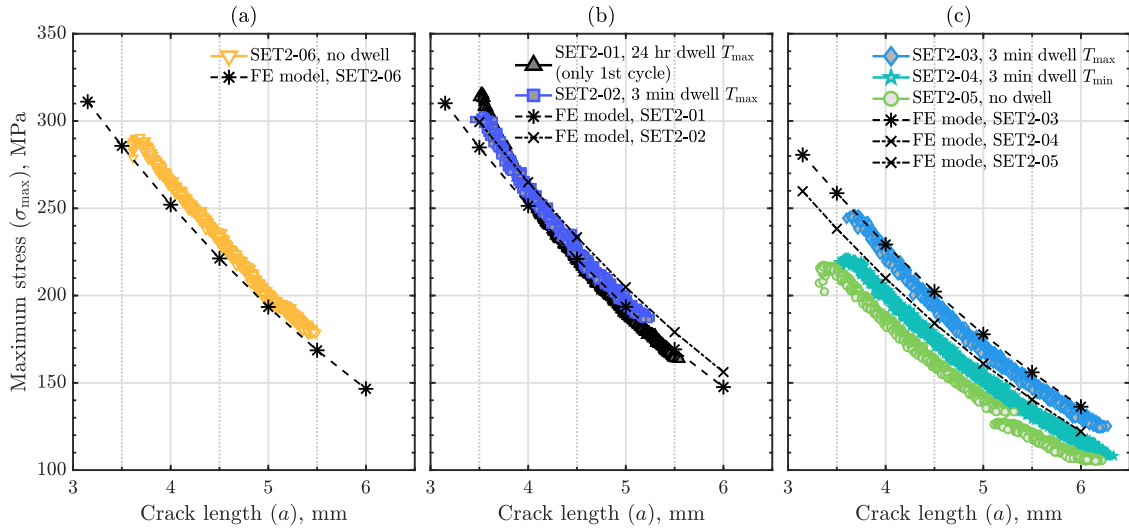 (a)
(b)
(c)
Maximum stress (σmax), MPa
350
300
250
200
150
100
SET2-06, no dwell
FE model, SET2-06
3
4
5
6
Crack length (a), mm
SET2-01, 24 hr dwell Tmax
(only 1st cycle)
SET2-02, 3 min dwell Tmax
FE model, SET2-01
FE model, SET2-02
3
4
5
6
Crack length (a), mm
SET2-03, 3 min dwell Tmax
SET2-04, 3 min dwell Tmin
SET2-05, no dwell
FE mode, SET2-03
FE mode, SET2-04
FE mode, SET2-05
3
4
5
6
Crack length (a), mm